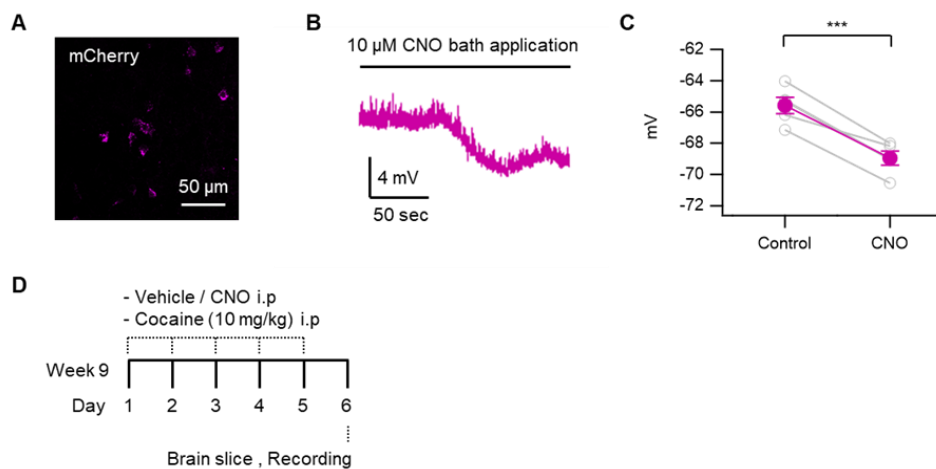 A
mCherry
50 µm
B
10 µM CNO bath application
4 mV
50 sec
C
***
-62
-64
-66
-68
-70
-72
mV
Control
CNO
D
- Vehicle / CNO i.p
- Cocaine (10 mg/kg) i.p
Week 9
Day
1 2 3 4 5 6
Brain slice , Recording